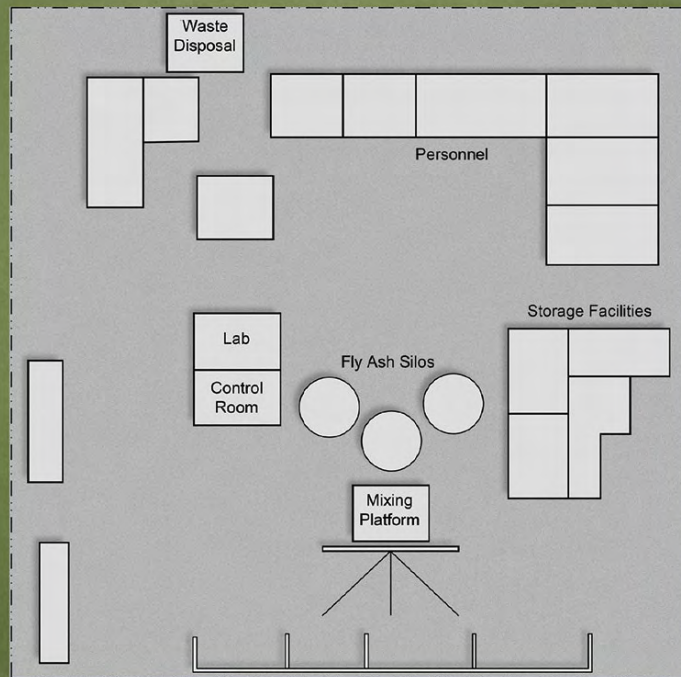 Waste
Disposal
Personnel
Storage Facilities
Lab
Fly Ash Silos
Control
Room
Mixing
Platform